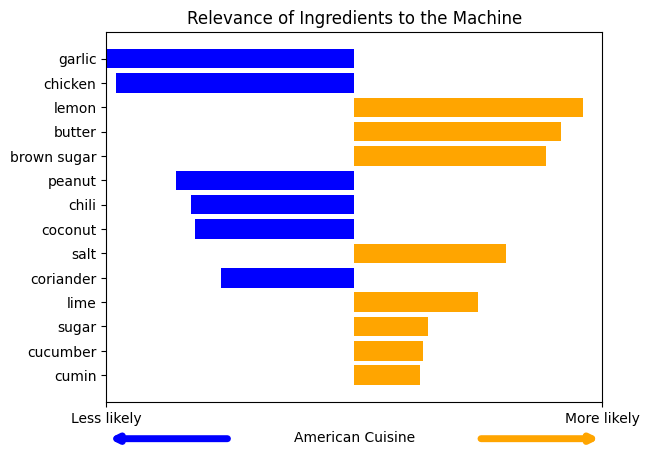 Relevance of Ingredients to the Machine
garlic
chicken
lemon
butter
brown sugar
peanut
chili
coconut
salt
coriander
lime
sugar
cucumber
cumin
Less likely
More likely
American Cuisine